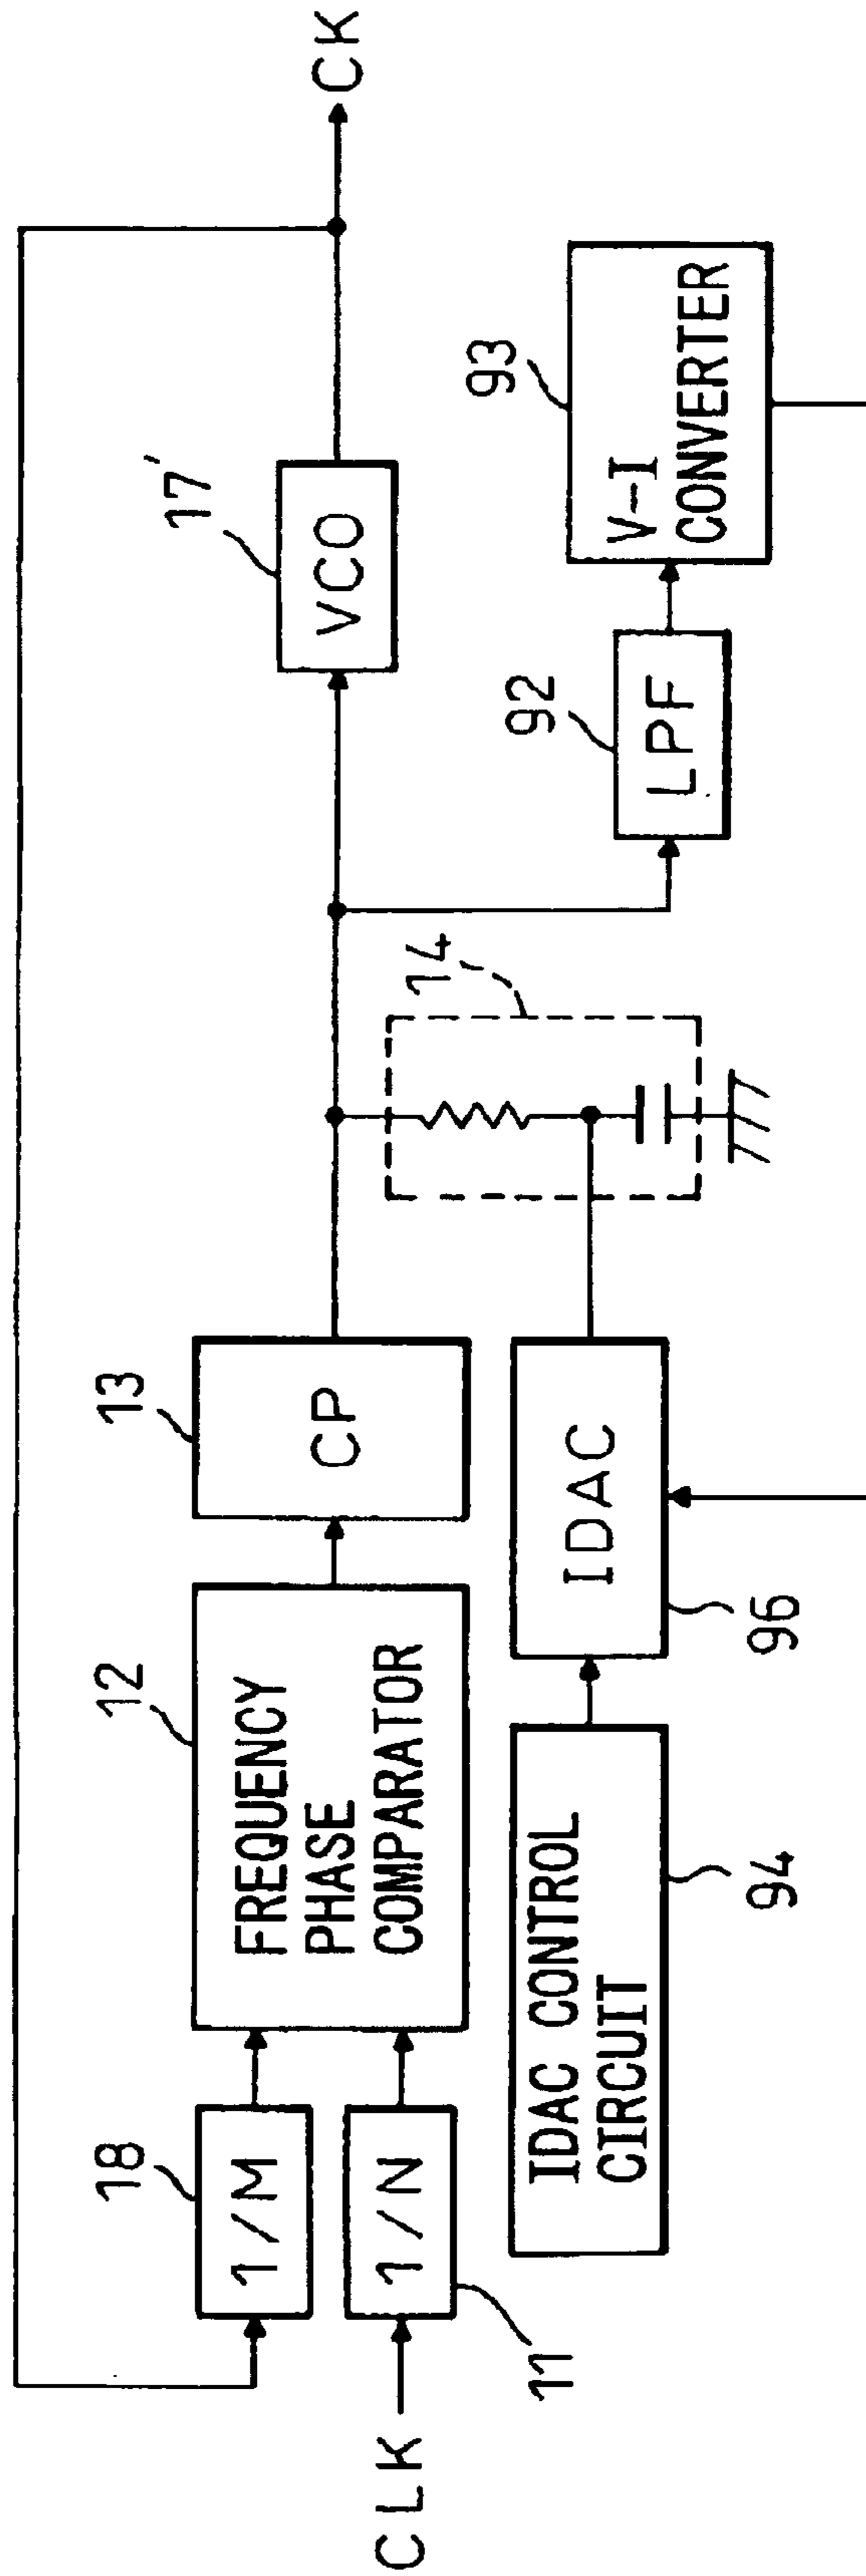 CLK
11
1/N
18
1/M
12
FREQUENCY
PHASE
COMPARATOR
13
CP
14
17'
VCO
CK
94
IDAC CONTROL
CIRCUIT
96
IDAC
92
LPF
93
V-I
CONVERTER